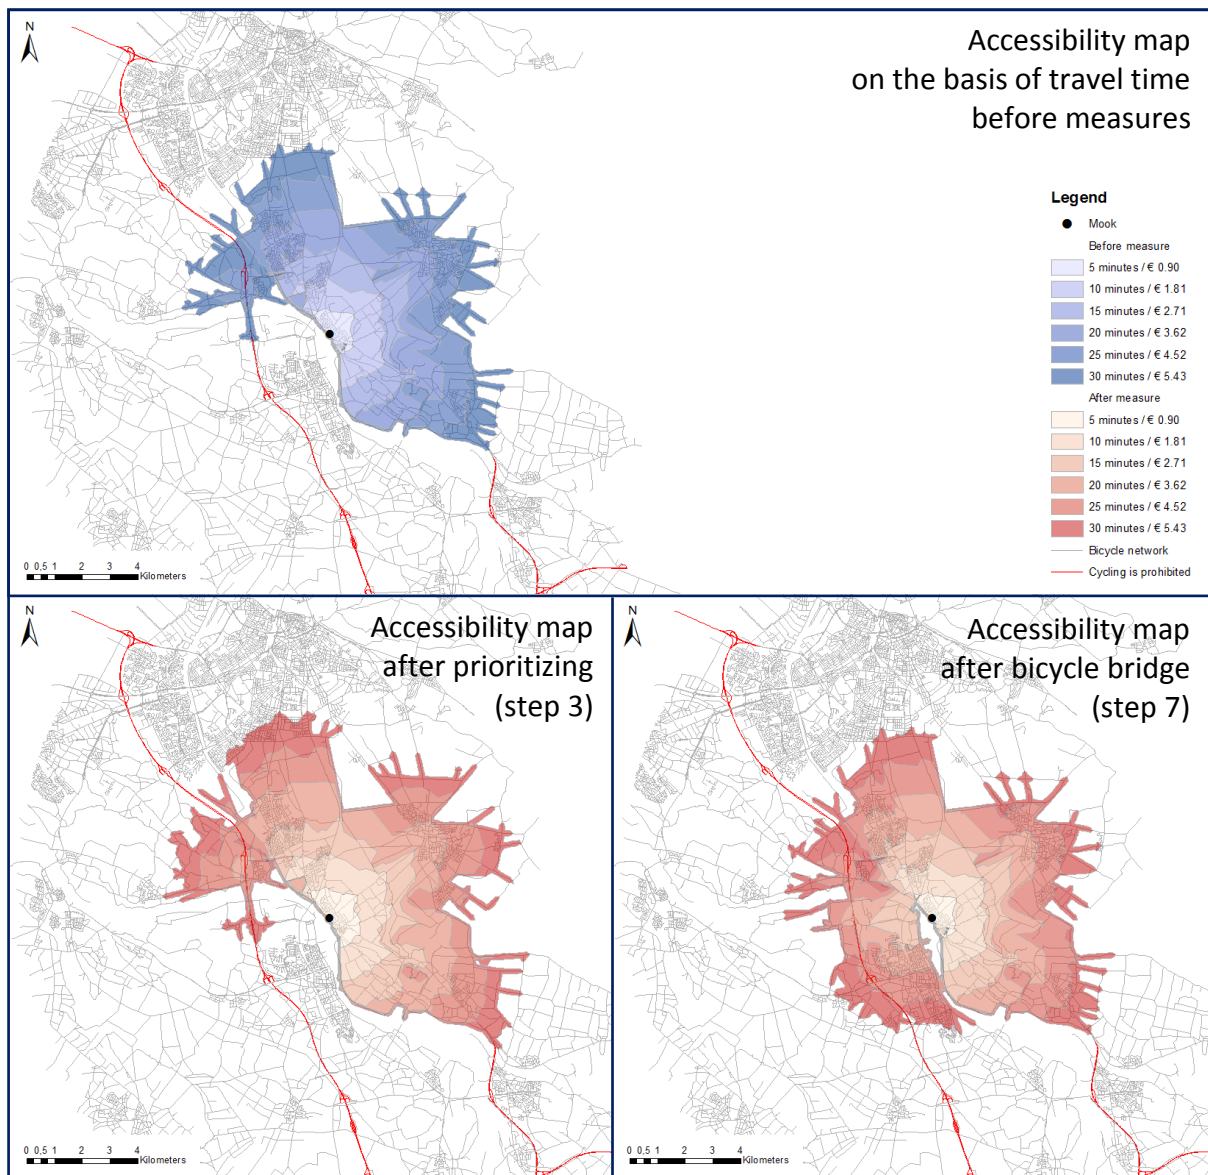 N
Accessibility map
on the basis of travel time
before measures
Legend
Mook
Before measure
5 minutes / € 0.90
10 minutes / € 1.81
15 minutes / € 2.71
20 minutes / € 3.62
25 minutes / € 4.52
30 minutes / € 5.43
After measure
5 minutes / € 0.90
10 minutes / € 1.81
15 minutes / € 2.71
20 minutes / € 3.62
25 minutes / € 4.52
30 minutes / € 5.43
Bicycle network
Cycling is prohibited
0 0,5 1 2 3 4
Kilometers
N
Accessibility map
after prioritizing
(step 3)
0 0,5 1 2 3 4
Kilometers
N
Accessibility map
after bicycle bridge
(step 7)
0 0,5 1 2 3 4
Kilometers